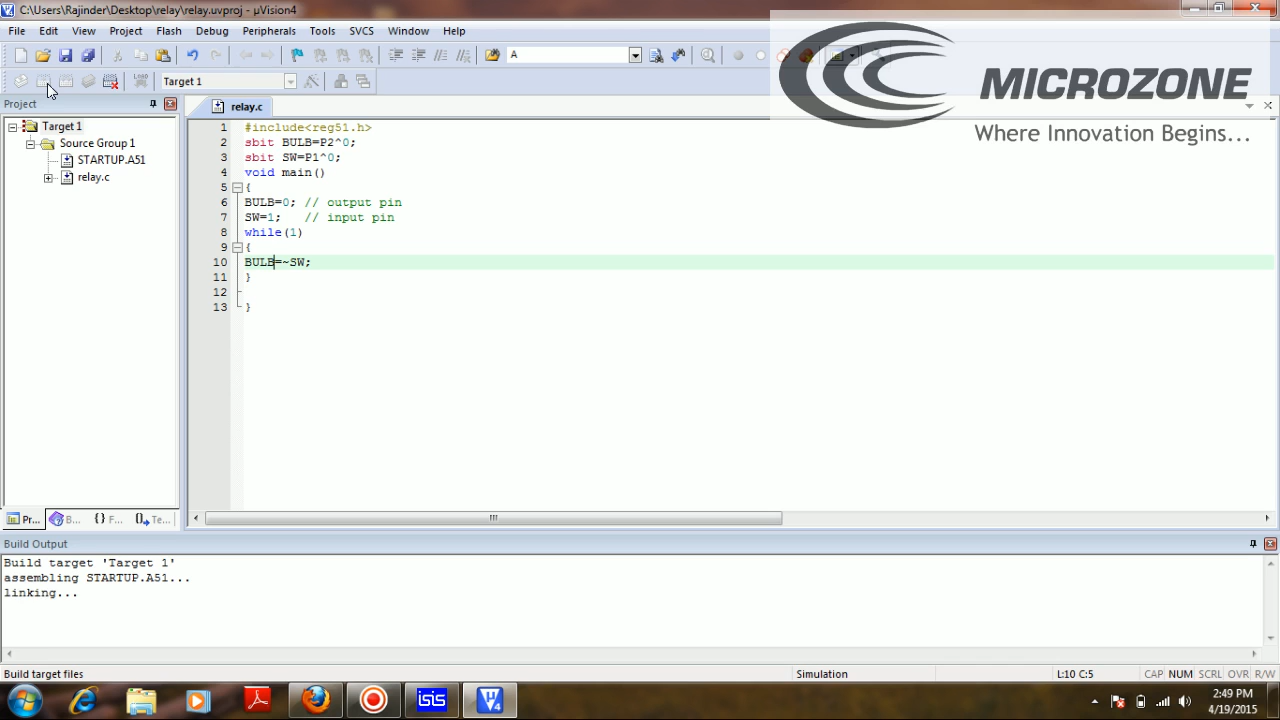 C:\Users\Rajinder\Desktop\relay\relay.uvproj - µVision4
File Edit View Project Flash Debug Peripherals Tools SVCS Window Help
A
Target 1
MICROZONE
Where Innovation Begins...
Project
relay.c
Target 1
Source Group 1
STARTUP.A51
relay.c
1 #include<reg51.h>
2 sbit BULB=P2^0;
3 sbit SW=P1^0;
4 void main()
5 {
6 BULB=0; // output pin
7 SW=1; // input pin
8 while(1)
9 {
10 BULB=~SW;
11 }
12
13 }
Pr... B... {} F... Te...
Build Output
Build target 'Target 1'
assembling STARTUP.A51...
linking...
Build target files
Simulation
L:10 C:5
CAP NUM SCRL OVR R/W
isis
2:49 PM
4/19/2015